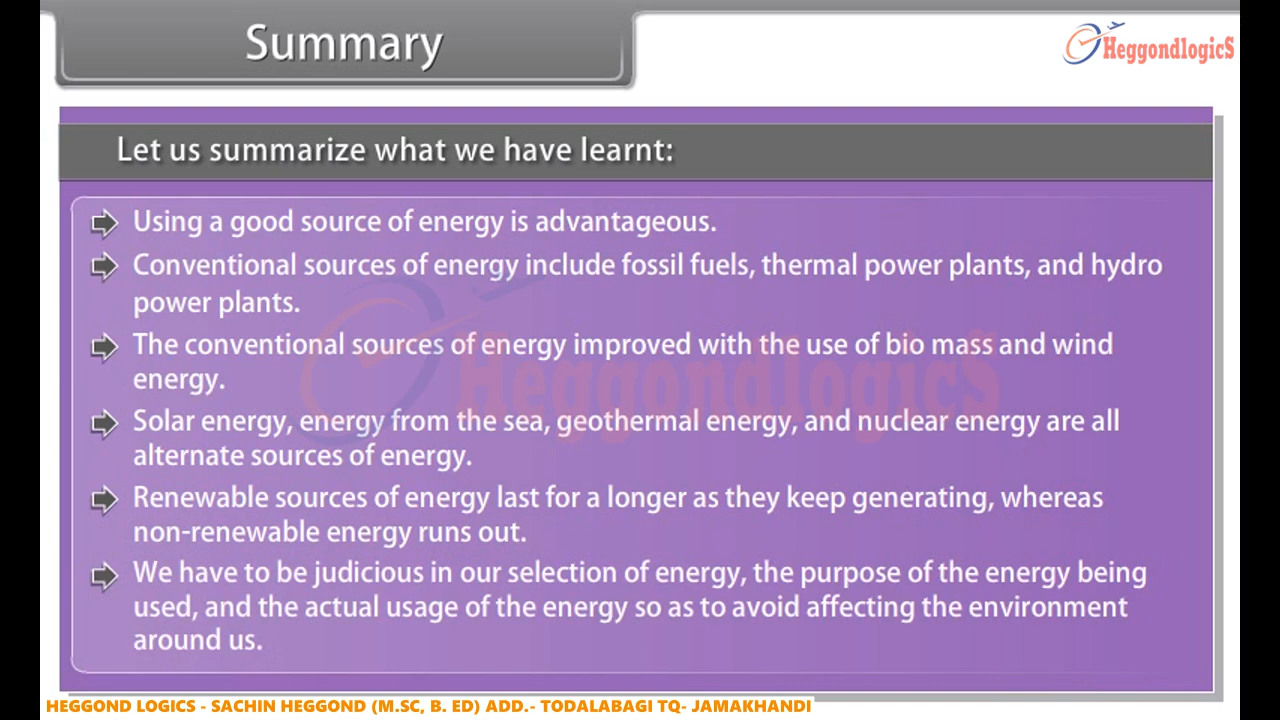 Summary
HeggondlogicS
Let us summarize what we have learnt:
Using a good source of energy is advantageous.
Conventional sources of energy include fossil fuels, thermal power plants, and hydro
power plants.
The conventional sources of energy improved with the use of bio mass and wind
energy.
Solar energy, energy from the sea, geothermal energy, and nuclear energy are all
alternate sources of energy.
Renewable sources of energy last for a longer as they keep generating, whereas
non-renewable energy runs out.
We have to be judicious in our selection of energy, the purpose of the energy being
used, and the actual usage of the energy so as to avoid affecting the environment
around us.
HeggondlogicS
HEGGOND LOGICS - SACHIN HEGGOND (M.SC, B. ED) ADD.- TODALABAGI TQ- JAMAKHANDI